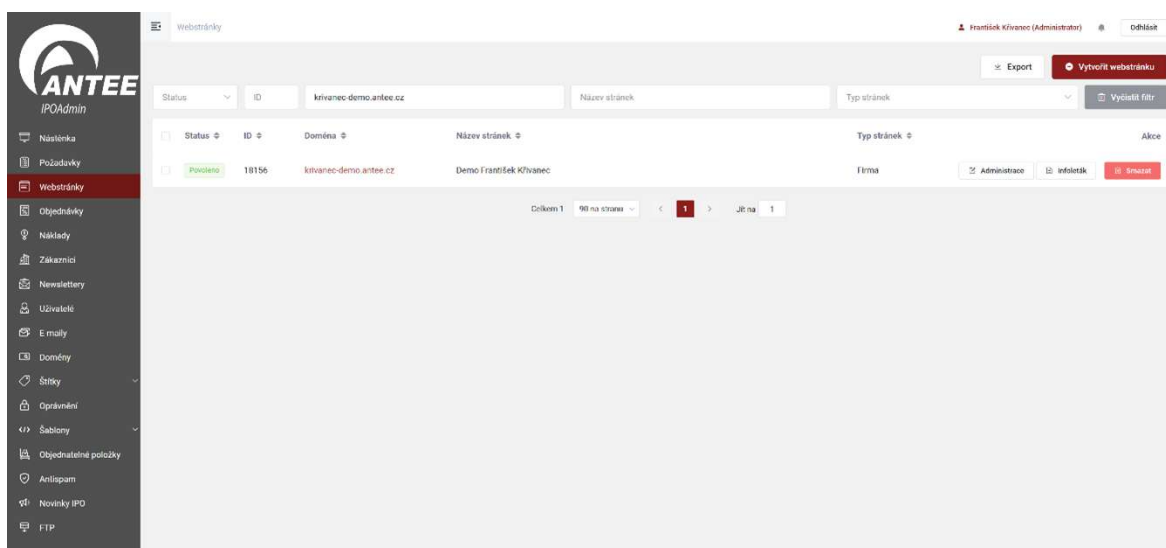 ANTEE
IPOAdmin
Nástěnka
Požadavky
Webstránky
Objednávky
Náklady
Zákazníci
Newslettery
Uživatelé
E-maily
Domény
Štítky
Oprávnění
Šablony
Objednatelné položky
Antispam
Novinky IPO
FTP
Webstránky
František Křivanec (Administrator) Odhlásit
Export Vytvořit webstránku
Status ID krivanec-demo.antee.cz Název stránek Typ stránek Vyčistit filtr
Status ID Doména Název stránek Typ stránek Akce
Povoleno 18156 krivanec-demo.antee.cz Demo František Křivanec Firma Administrace Infoleták Smazat
Celkem 1 90 na stranu < 1 > Jít na 1